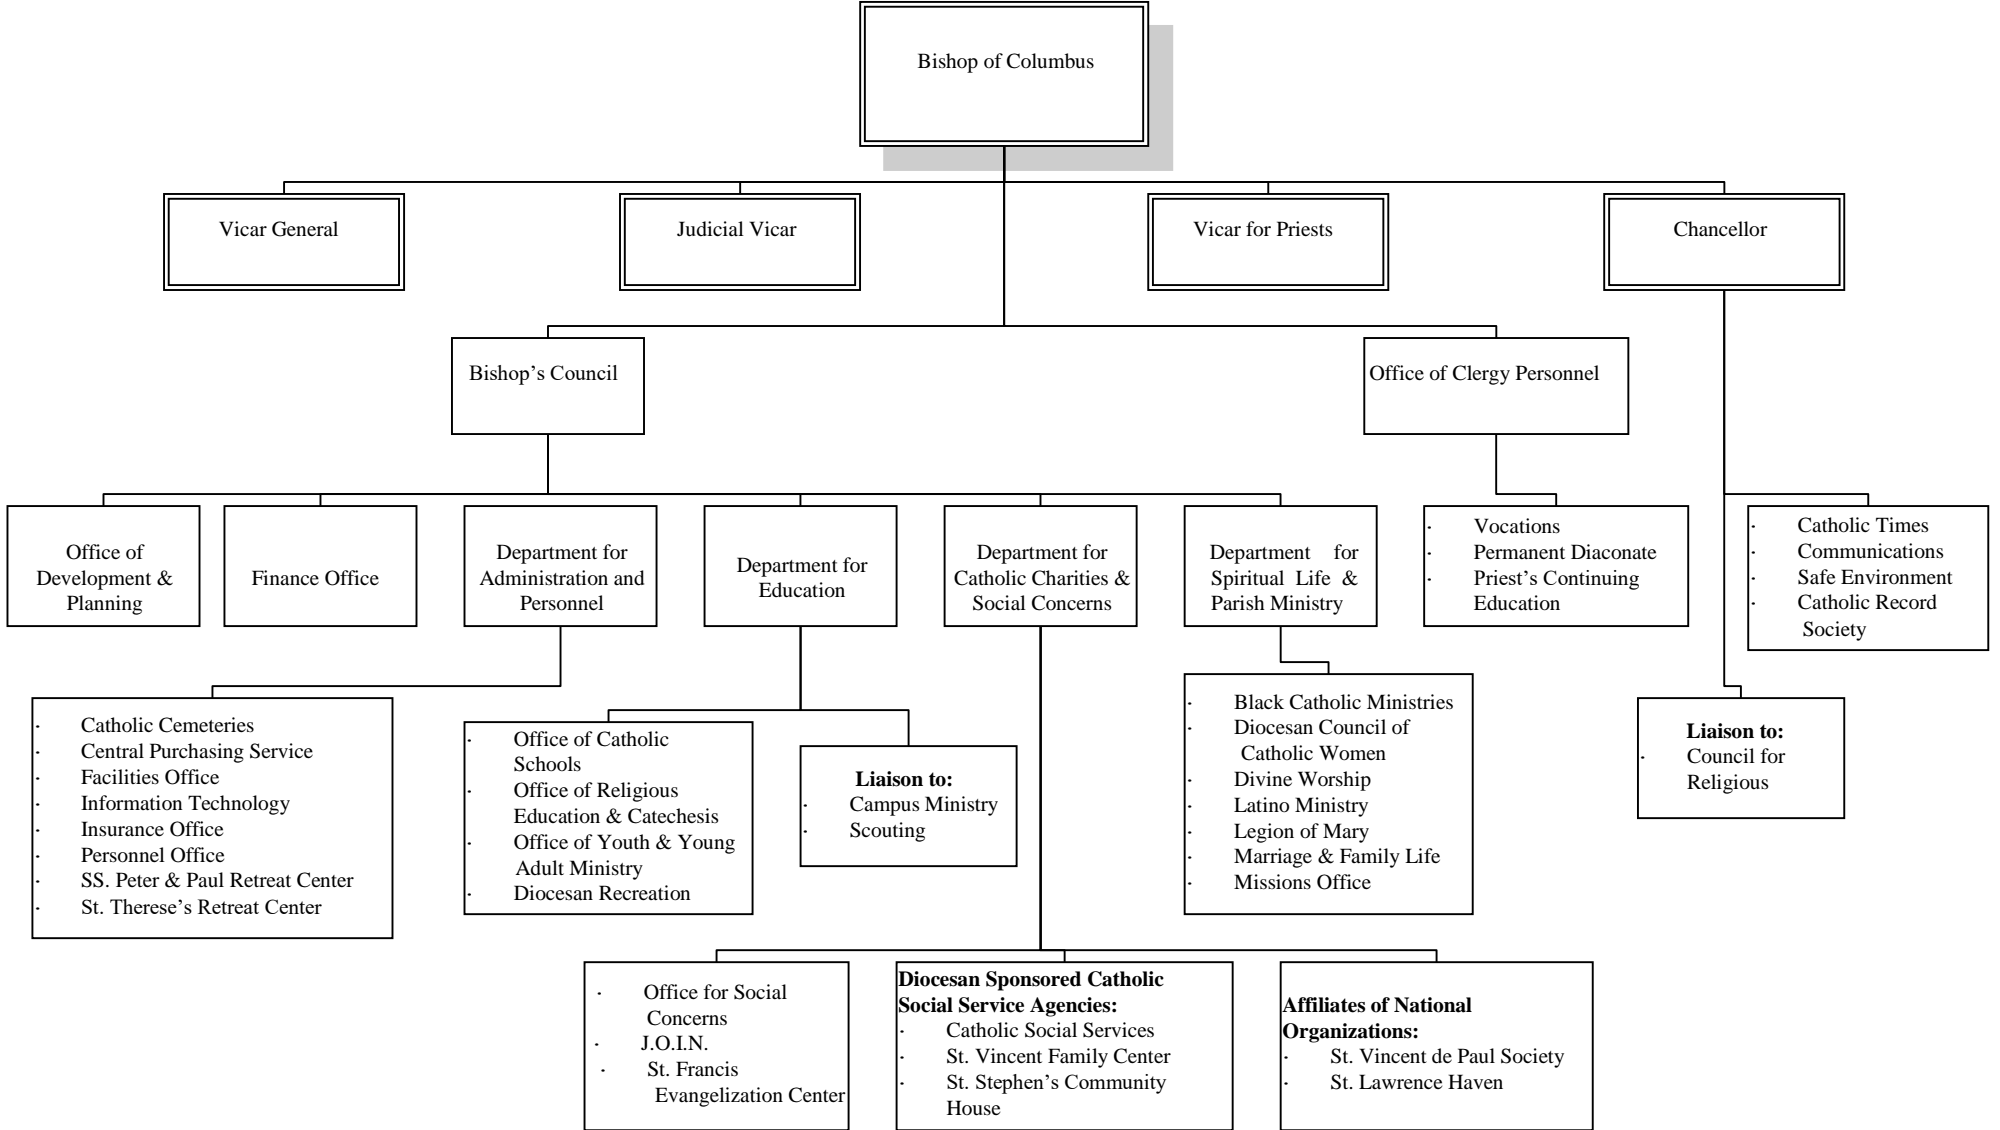 Bishop of Columbus
Vicar General
Judicial Vicar
Vicar for Priests
Chancellor
Bishop’s Council
Office of Clergy Personnel
Office of
Development &
Planning
Finance Office
Department for
Administration and
Personnel
Department for
Education
Department for
Catholic Charities &
Social Concerns
Department for
Spiritual Life &
Parish Ministry
· Vocations
· Permanent Diaconate
· Priest’s Continuing
Education
· Catholic Times
· Communications
· Safe Environment
· Catholic Record
Society
· Catholic Cemeteries
· Central Purchasing Service
· Facilities Office
· Information Technology
· Insurance Office
· Personnel Office
· SS. Peter & Paul Retreat Center
· St. Therese’s Retreat Center
· Office of Catholic
Schools
· Office of Religious
Education & Catechesis
· Office of Youth & Young
Adult Ministry
· Diocesan Recreation
Liaison to:
· Campus Ministry
· Scouting
· Black Catholic Ministries
· Diocesan Council of
Catholic Women
· Divine Worship
· Latino Ministry
· Legion of Mary
· Marriage & Family Life
· Missions Office
Liaison to:
· Council for
Religious
· Office for Social
Concerns
· J.O.I.N.
· St. Francis
Evangelization Center
Diocesan Sponsored Catholic
Social Service Agencies:
· Catholic Social Services
· St. Vincent Family Center
· St. Stephen’s Community
House
Affiliates of National
Organizations:
· St. Vincent de Paul Society
· St. Lawrence Haven